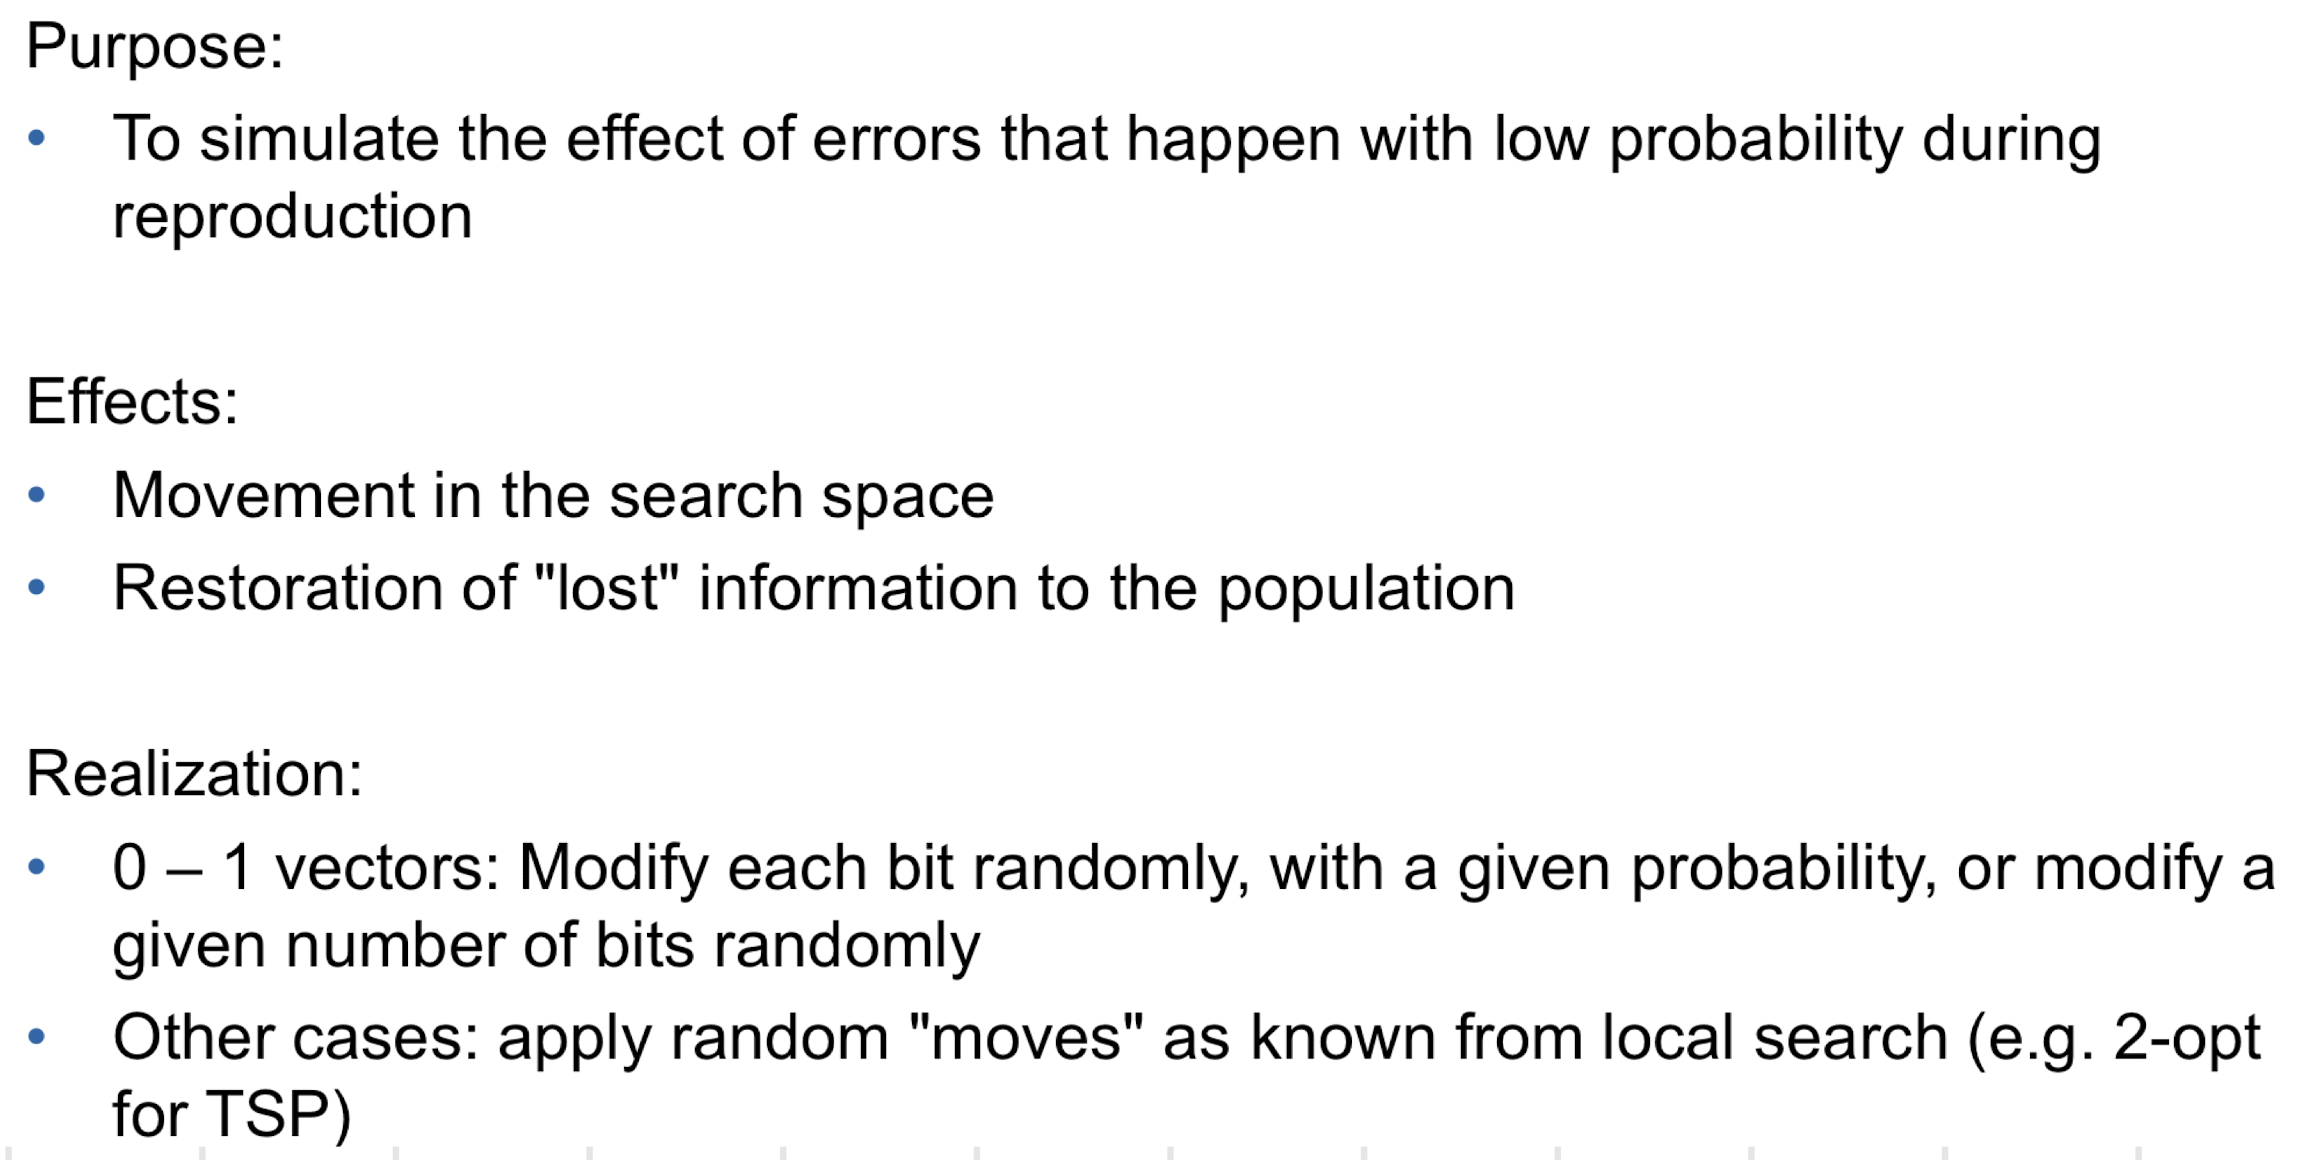 Purpose:
• To simulate the effect of errors that happen with low probability during
reproduction
Effects:
• Movement in the search space
• Restoration of "lost" information to the population
Realization:
• 0 – 1 vectors: Modify each bit randomly, with a given probability, or modify a
given number of bits randomly
• Other cases: apply random "moves" as known from local search (e.g. 2-opt
for TSP)